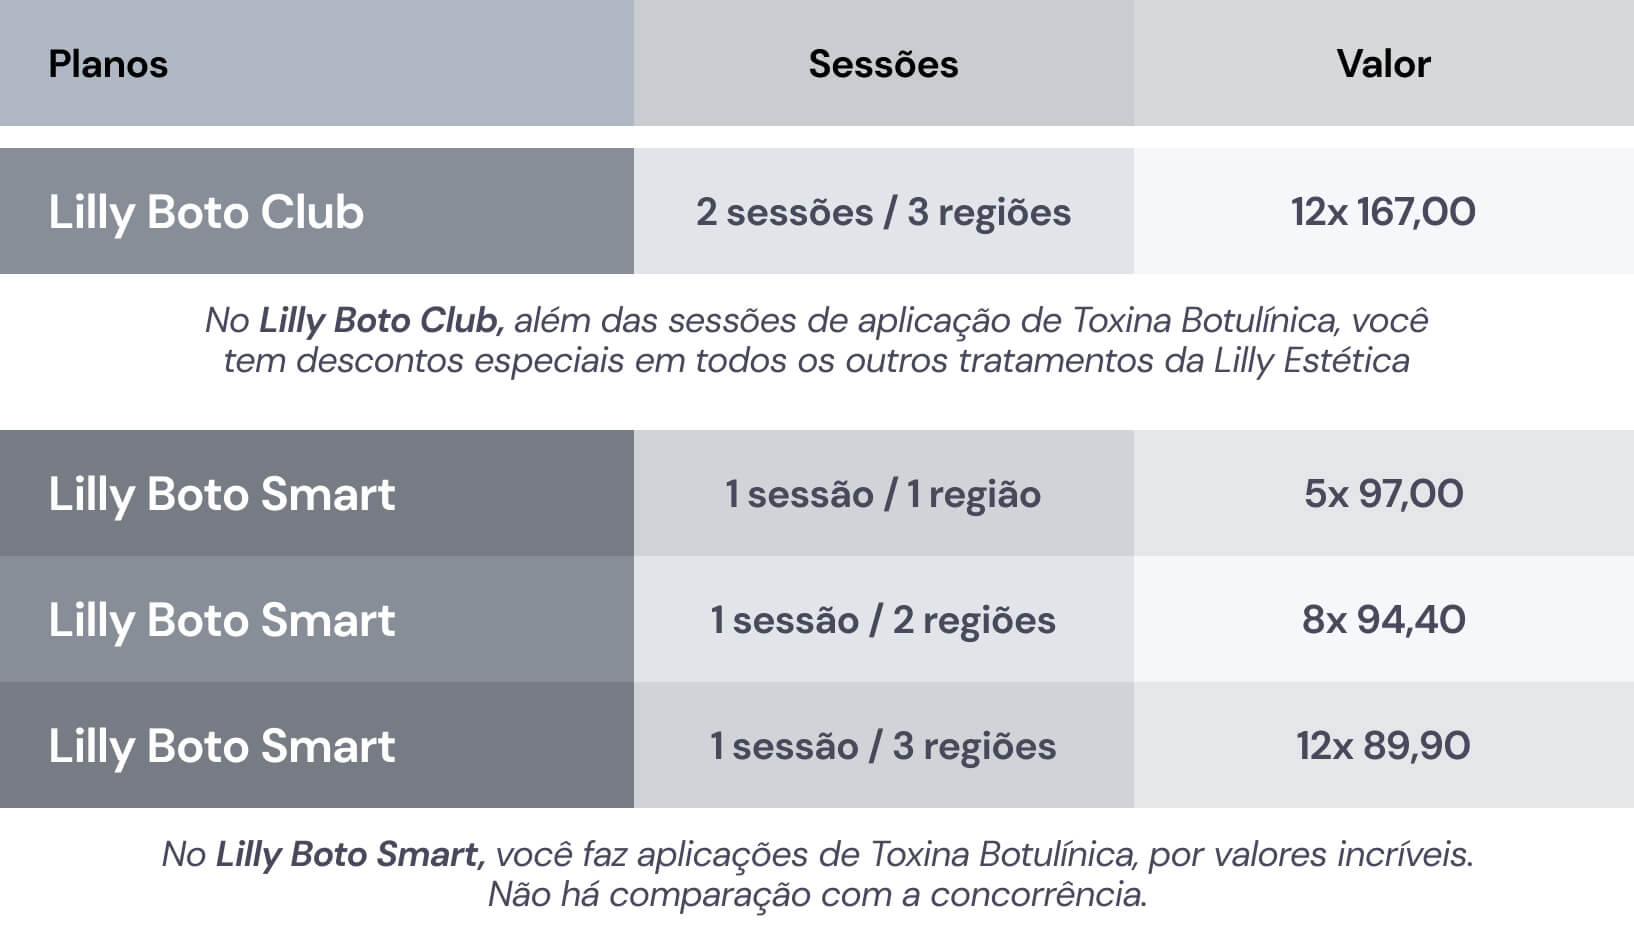 Planos Sessões Valor
Lilly Boto Club 2 sessões / 3 regiões 12x 167,00
No Lilly Boto Club, além das sessões de aplicação de Toxina Botulínica, você
tem descontos especiais em todos os outros tratamentos da Lilly Estética
Lilly Boto Smart 1 sessão / 1 região 5x 97,00
Lilly Boto Smart 1 sessão / 2 regiões 8x 94,40
Lilly Boto Smart 1 sessão / 3 regiões 12x 89,90
No Lilly Boto Smart, você faz aplicações de Toxina Botulínica, por valores incríveis.
Não há comparação com a concorrência.